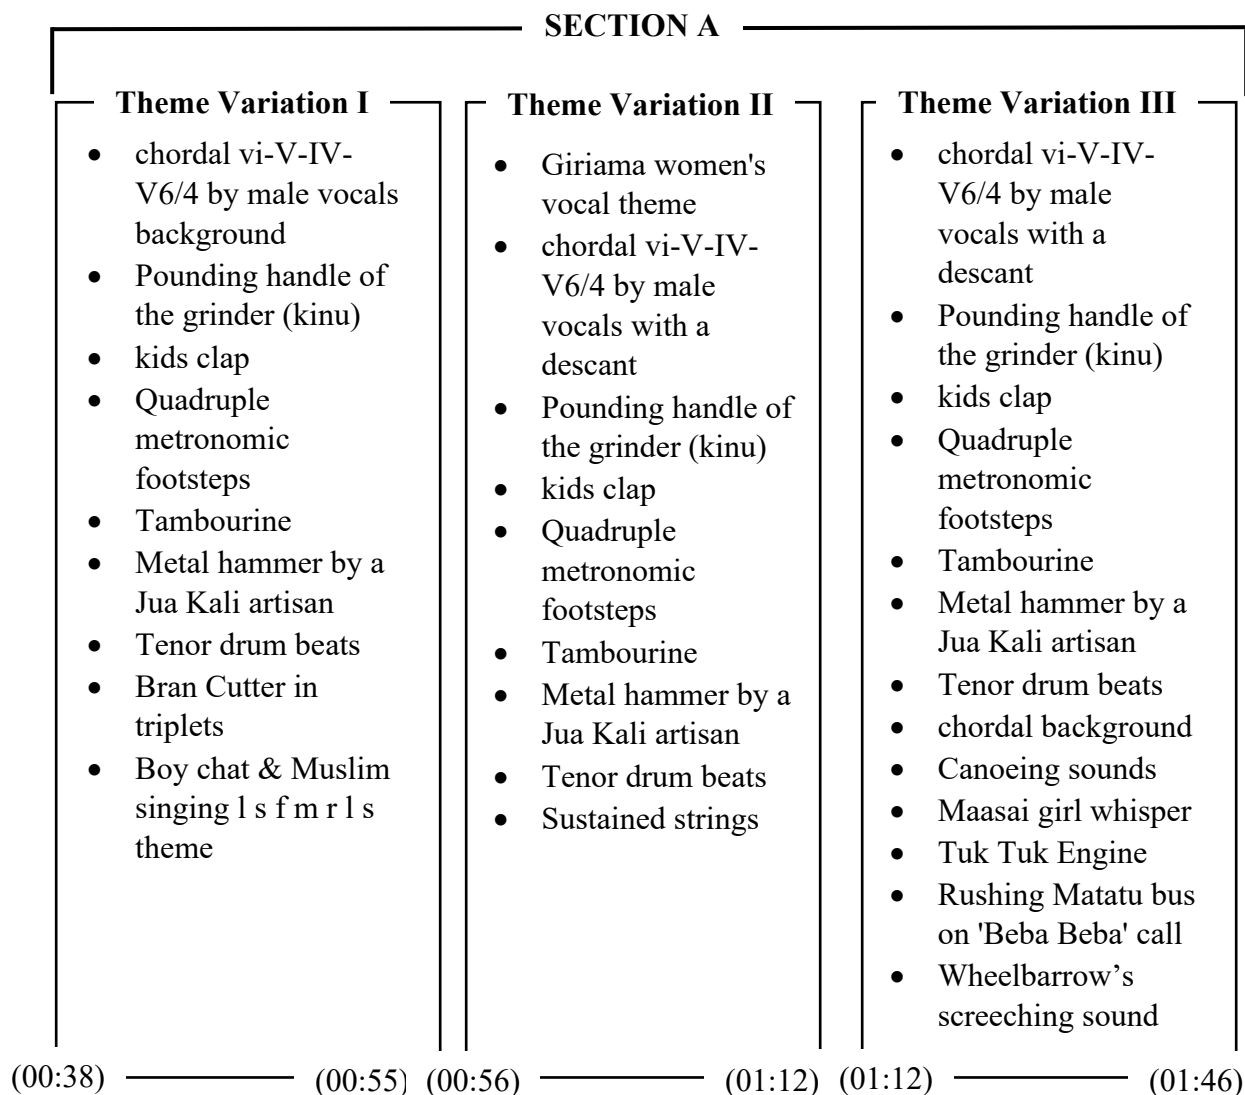 SECTION A
Theme Variation I
• chordal vi-V-IV-
V6/4 by male vocals
background
• Pounding handle of
the grinder (kinu)
• kids clap
• Quadruple
metronomic
footsteps
• Tambourine
• Metal hammer by a
Jua Kali artisan
• Tenor drum beats
• Bran Cutter in
triplets
• Boy chat & Muslim
singing l s f m r l s
theme
(00:38) (00:55)
Theme Variation II
• Giriama women's
vocal theme
• chordal vi-V-IV-
V6/4 by male
vocals with a
descant
• Pounding handle of
the grinder (kinu)
• kids clap
• Quadruple
metronomic
footsteps
• Tambourine
• Metal hammer by a
Jua Kali artisan
• Tenor drum beats
• Sustained strings
(00:56) (01:12)
Theme Variation III
• chordal vi-V-IV-
V6/4 by male
vocals with a
descant
• Pounding handle of
the grinder (kinu)
• kids clap
• Quadruple
metronomic
footsteps
• Tambourine
• Metal hammer by a
Jua Kali artisan
• Tenor drum beats
• chordal background
• Canoeing sounds
• Maasai girl whisper
• Tuk Tuk Engine
• Rushing Matatu bus
on 'Beba Beba' call
• Wheelbarrow’s
screeching sound
(01:12) (01:46)